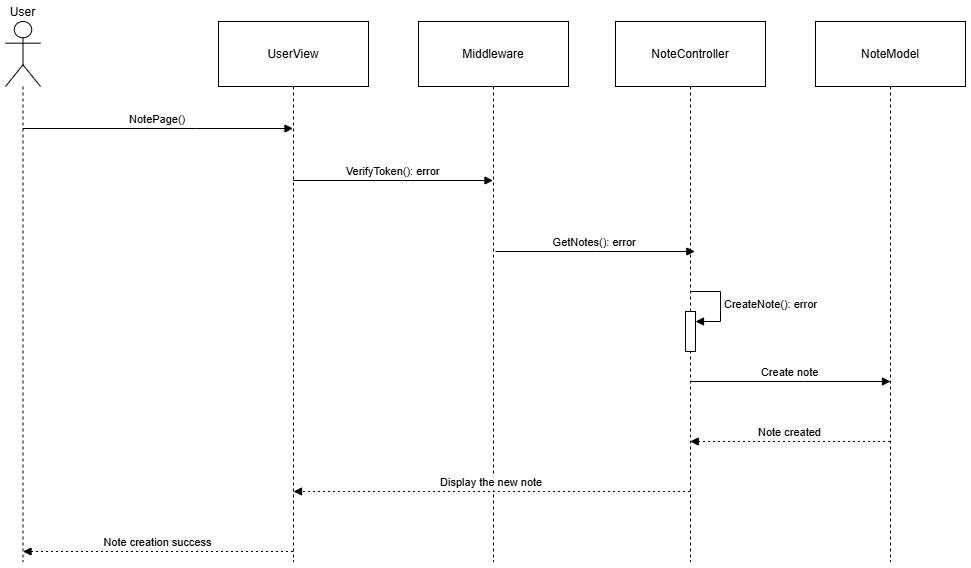 User
UserView
Middleware
NoteController
NoteModel
NotePage()
VerifyToken(): error
GetNotes(): error
CreateNote(): error
Create note
Note created
Display the new note
Note creation success